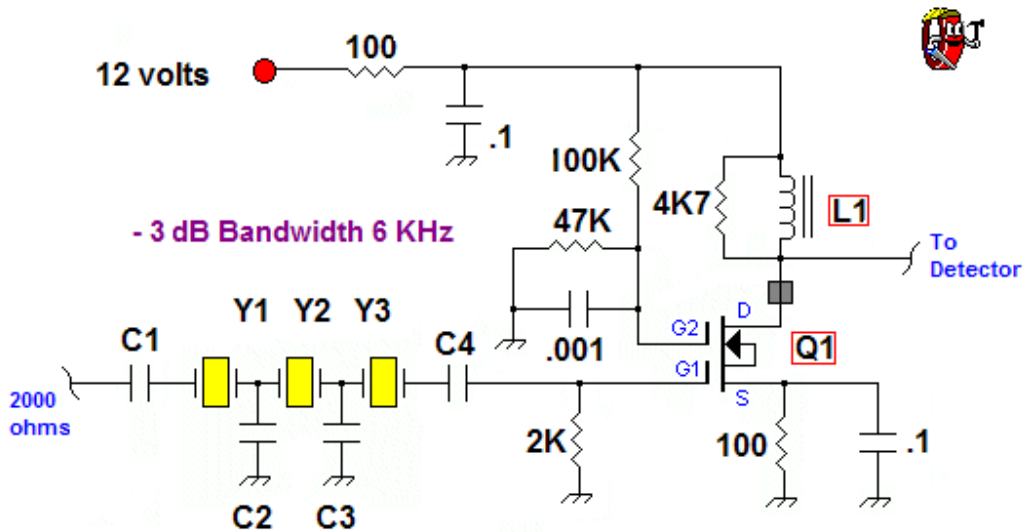 100
12 volts
.1
100K
4K7
L1
47K
- 3 dB Bandwidth 6 KHz
To
Detector
Y1
Y2
Y3
D
C1
C4
.001
G2
Q1
G1
2000
ohms
S
2K
100
.1
C2
C3